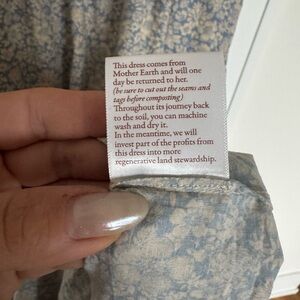 This dress comes from
Mother Earth and will one
day be returned to her.
(be sure to cut out the seams and
tags before composting)
Throughout its journey back
to the soil, you can machine
wash and dry it.
In the meantime, we will
invest part of the profits from
this dress into more
regenerative land stewardship.